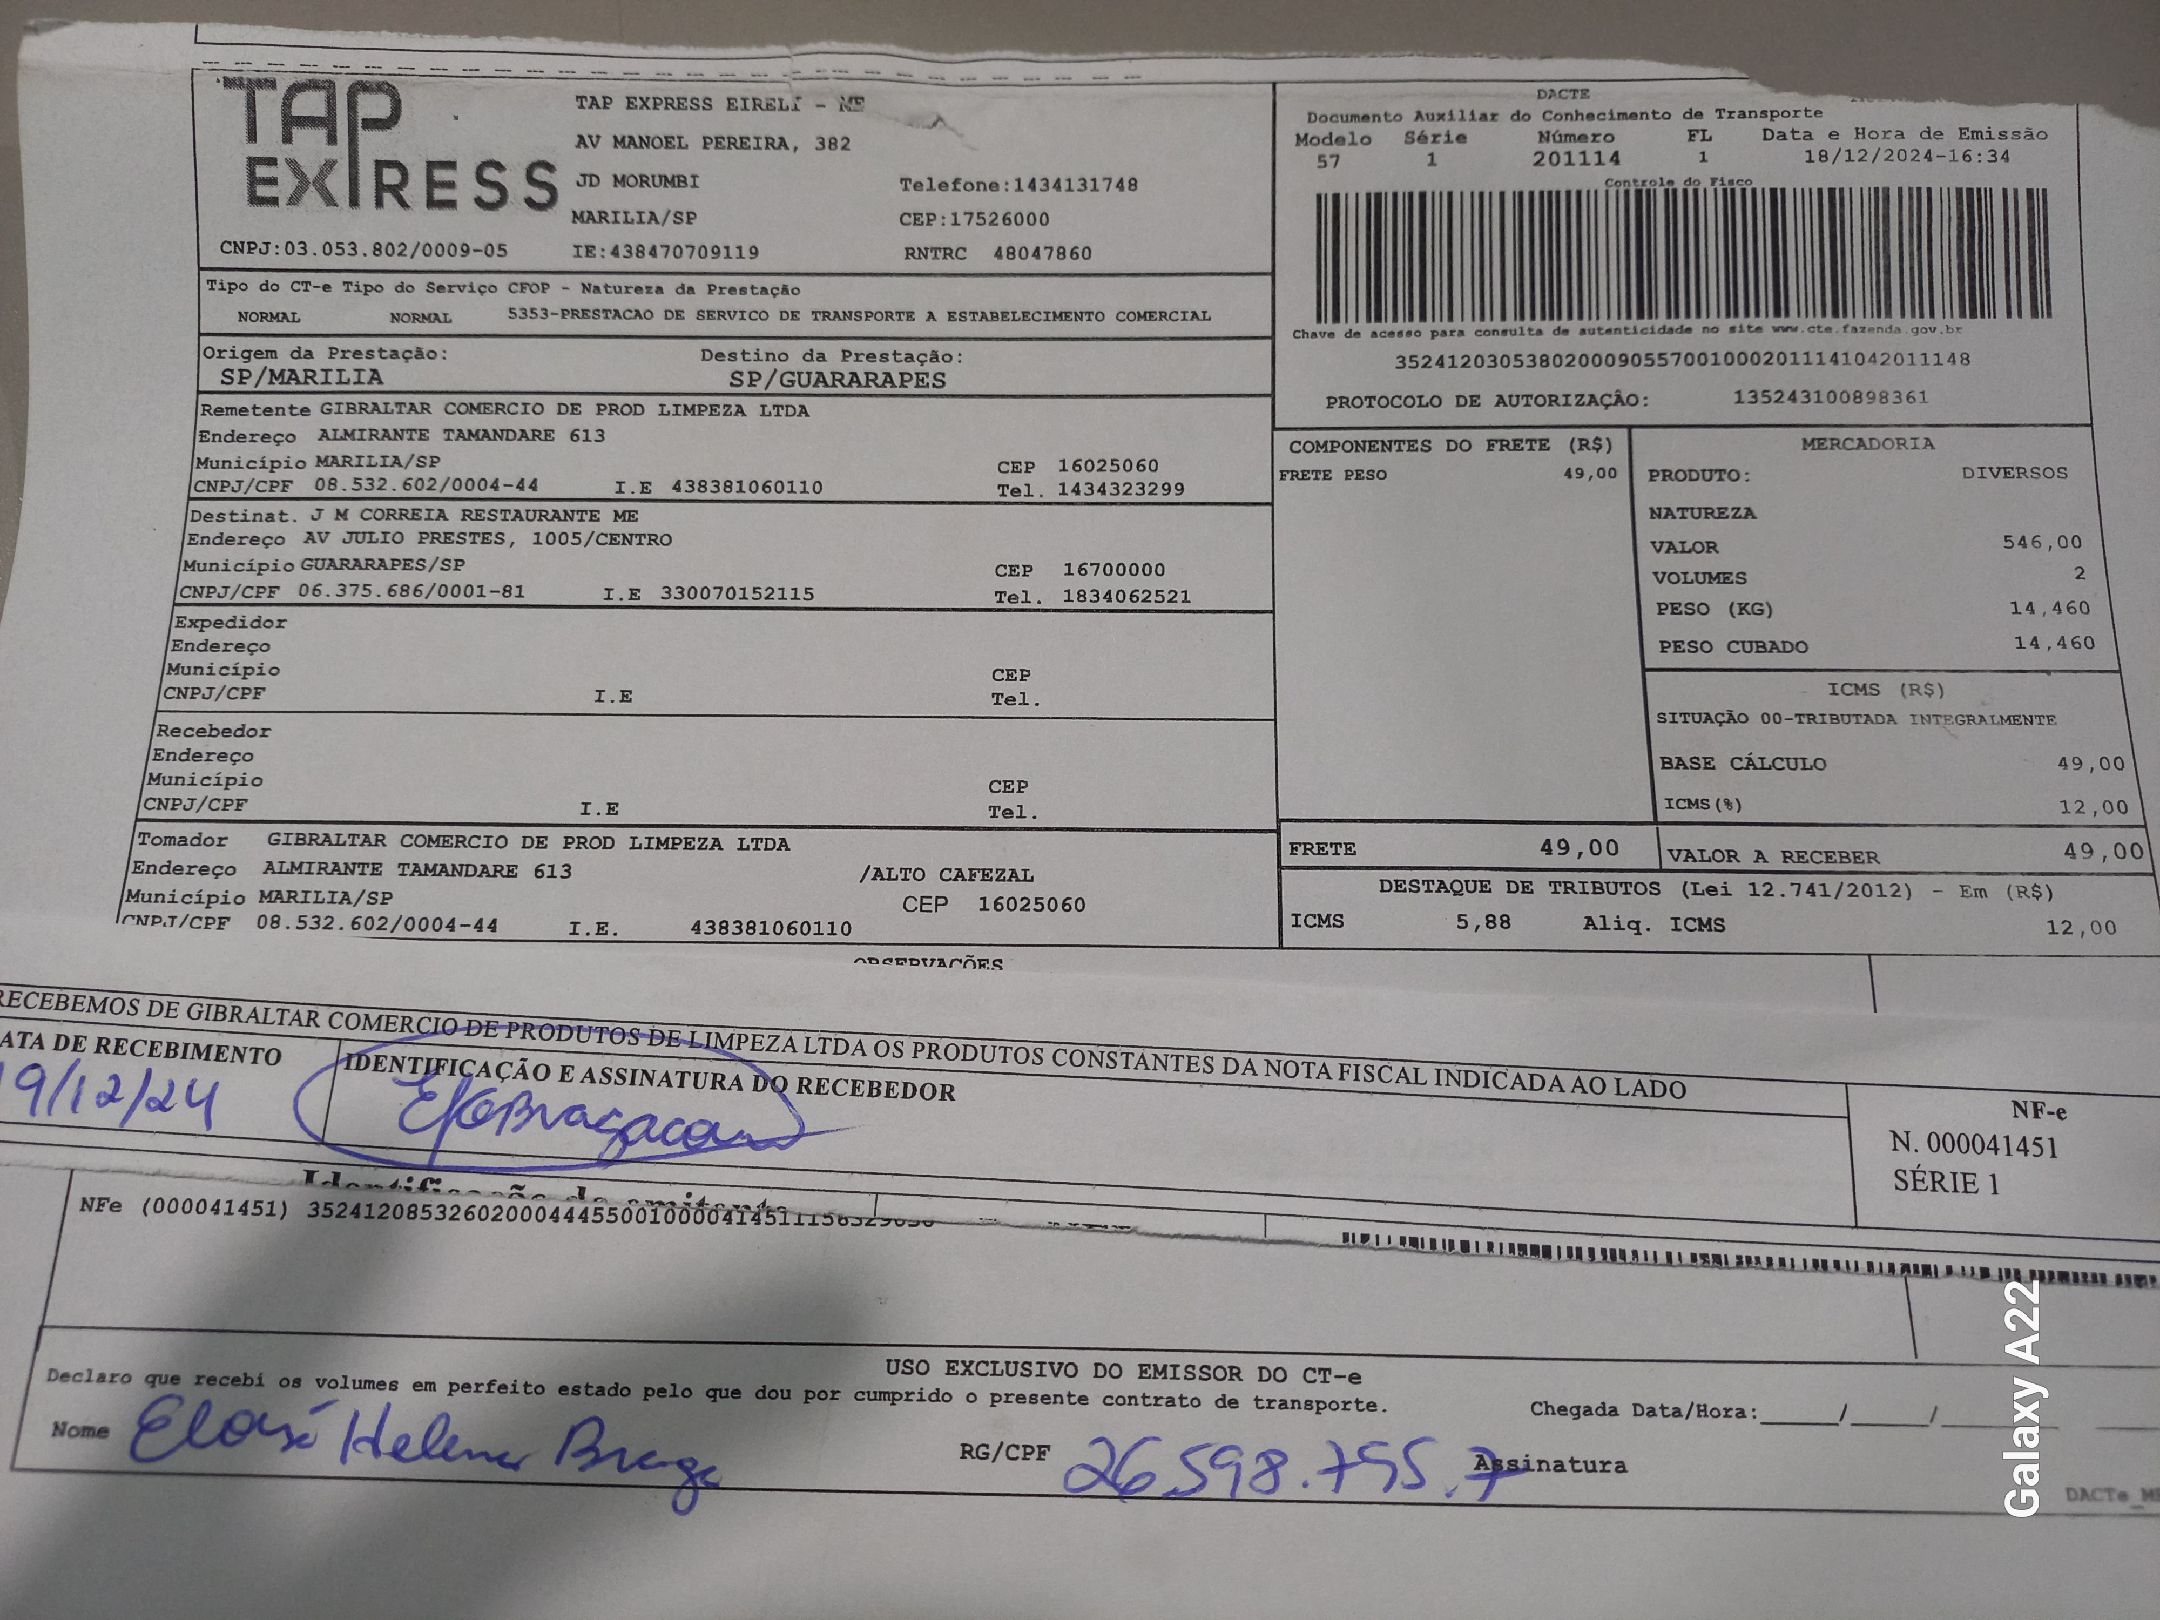 TAP EXPRESS
TAP EXPRESS EIRELI - ME
AV MANOEL PEREIRA, 382
JD MORUMBI Telefone:1434131748
MARILIA/SP CEP:17526000
CNPJ:03.053.802/0009-05 IE:438470709119 RNTRC 48047860
DACTE
Documento Auxiliar do Conhecimento de Transporte
Modelo Série Número FL Data e Hora de Emissão
57 1 201114 1 18/12/2024-16:34
Controle do Fisco
Chave de acesso para consulta de autenticidade no site www.cte.fazenda.gov.br
35241203053802000905570010002011141042011148
PROTOCOLO DE AUTORIZAÇÂO: 135243100898361
Tipo do CT-e Tipo do Serviço CFOP - Natureza da Prestação
NORMAL NORMAL 5353-PRESTACAO DE SERVICO DE TRANSPORTE A ESTABELECIMENTO COMERCIAL
Origem da Prestação: Destino da Prestação:
SP/MARILIA SP/GUARARAPES
Remetente GIBRALTAR COMERCIO DE PROD LIMPEZA LTDA
Endereço ALMIRANTE TAMANDARE 613
Município MARILIA/SP CEP 16025060
CNPJ/CPF 08.532.602/0004-44 I.E 438381060110 Tel. 1434323299
Destinat. J M CORREIA RESTAURANTE ME
Endereço AV JULIO PRESTES, 1005/CENTRO
Município GUARARAPES/SP CEP 16700000
CNPJ/CPF 06.375.686/0001-81 I.E 330070152115 Tel. 1834062521
Expedidor
Endereço
Município CEP
CNPJ/CPF I.E Tel.
Recebedor
Endereço
Município CEP
CNPJ/CPF I.E Tel.
Tomador GIBRALTAR COMERCIO DE PROD LIMPEZA LTDA
Endereço ALMIRANTE TAMANDARE 613 /ALTO CAFEZAL
Município MARILIA/SP CEP 16025060
CNPJ/CPF 08.532.602/0004-44 I.E. 438381060110
COMPONENTES DO FRETE (R$)
FRETE PESO 49,00
MERCADORIA
PRODUTO: DIVERSOS
NATUREZA
VALOR 546,00
VOLUMES 2
PESO (KG) 14,460
PESO CUBADO 14,460
ICMS (R$)
SITUAÇÃO 00-TRIBUTADA INTEGRALMENTE
BASE CÁLCULO 49,00
ICMS(%) 12,00
FRETE 49,00 VALOR A RECEBER 49,00
DESTAQUE DE TRIBUTOS (Lei 12.741/2012) - Em (R$)
ICMS 5,88 Aliq. ICMS 12,00
OBSERVAÇÕES
RECEBEMOS DE GIBRALTAR COMERCIO DE PRODUTOS DE LIMPEZA LTDA OS PRODUTOS CONSTANTES DA NOTA FISCAL INDICADA AO LADO
ATA DE RECEBIMENTO IDENTIFICAÇÃO E ASSINATURA DO RECEBEDOR
19/12/24
NF-e
N. 000041451
SÉRIE 1
Identificação do emitente
NFe (000041451)
USO EXCLUSIVO DO EMISSOR DO CT-e
Declaro que recebi os volumes em perfeito estado pelo que dou por cumprido o presente contrato de transporte.
Chegada Data/Hora:_____/_____/_____
Nome Eloisí Helena Braga RG/CPF 26.598.755.7 Assinatura
Galaxy A22